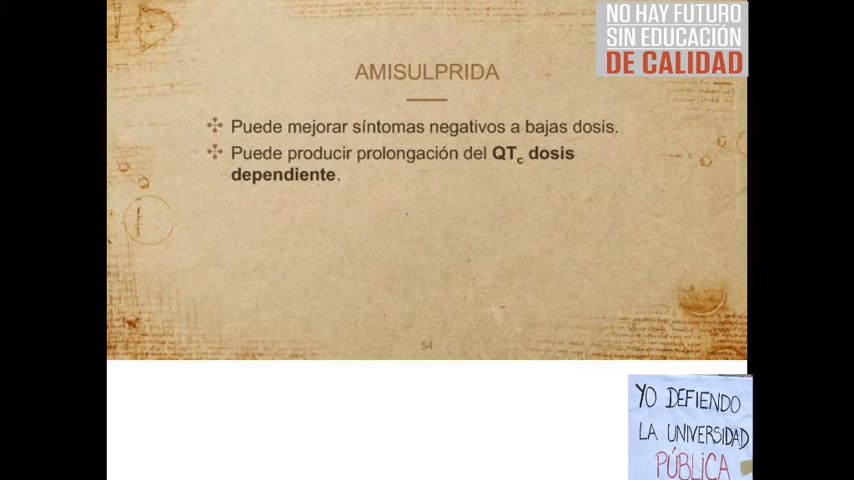 NO HAY FUTURO
SIN EDUCACIÓN
DE CALIDAD
AMISULPRIDA
Puede mejorar síntomas negativos a bajas dosis.
Puede producir prolongación del QTc dosis
dependiente.
54
YO DEFIENDO
LA UNIVERSIDAD
PÚBLICA